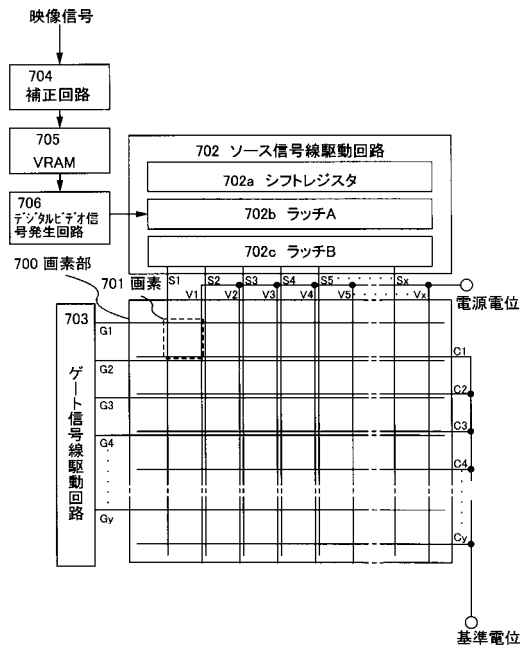 映像信号
704
補正回路
705
VRAM
706
デジタルビデオ信
号発生回路
702 ソース信号線駆動回路
702a シフトレジスタ
702b ラッチA
702c ラッチB
S1 S2 S3 S4 S5 Sx
V1 V2 V3 V4 V5 Vx
電源電位
700 画素部
701 画素
703
ゲート信号線駆動回路
G1
G2
G3
G4
Gy
C1
C2
C3
C4
Cy
基準電位